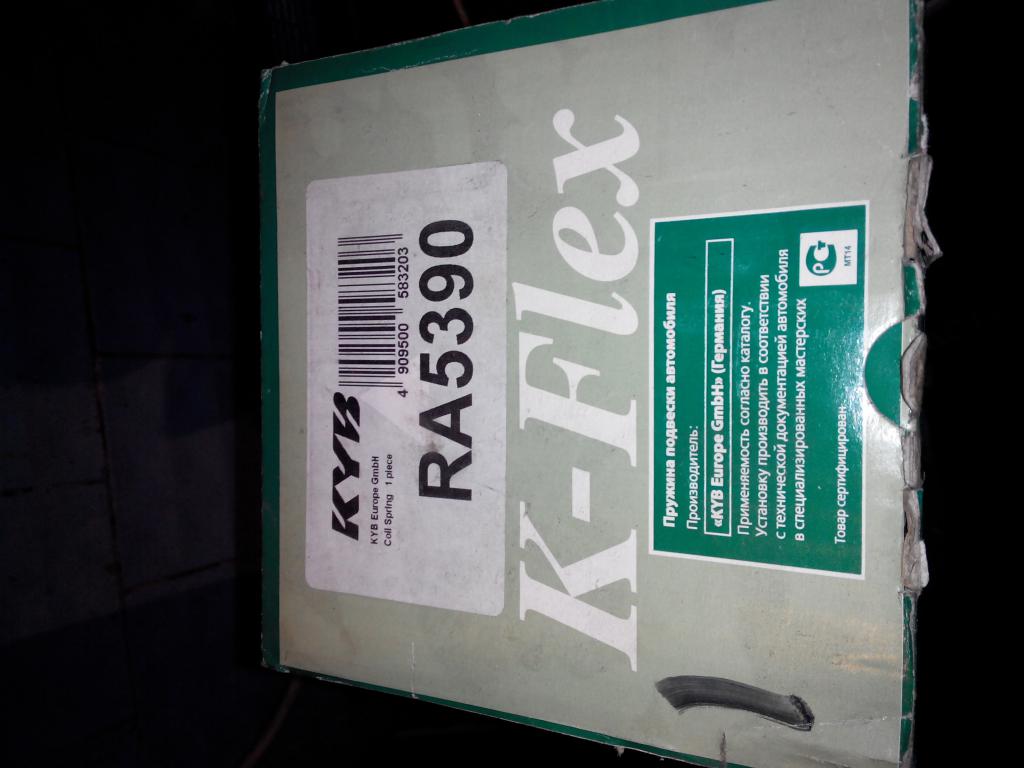 KYB
KYB Europe GmbH
Coil Spring 1 piece
4 909500 583203
RA5390
K-Flex
Пружина подвески автомобиля
Производитель:
«KYB Europe GmbH» (Германия)
Применяемость согласно каталогу.
Установку производить в соответствии
с технической документацией автомобиля
в специализированных мастерских
Товар сертифицирован.
РСТ
МТ14